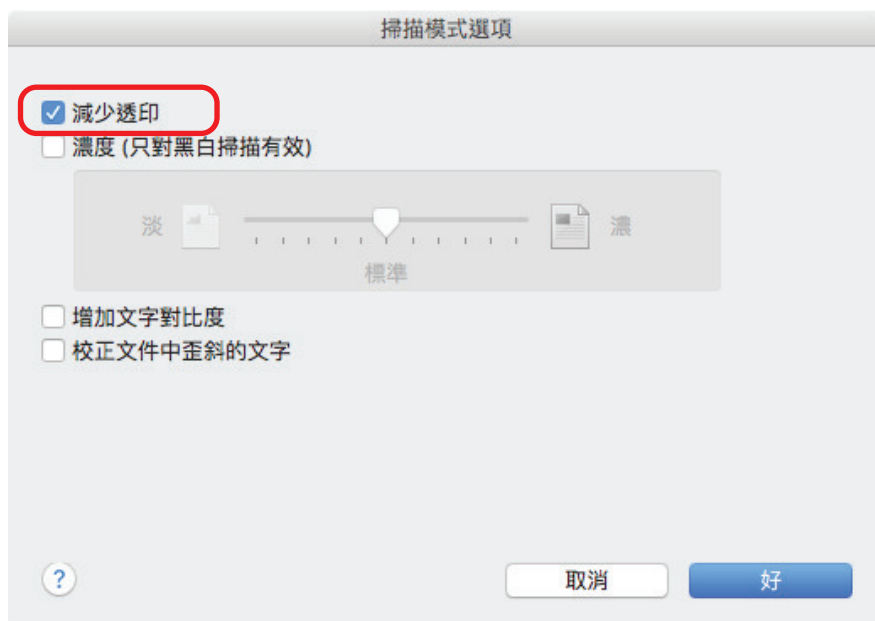 掃描模式選項
減少透印
濃度 (只對黑白掃描有效)
淡 濃
標準
增加文字對比度
校正文件中歪斜的文字
? 取消 好